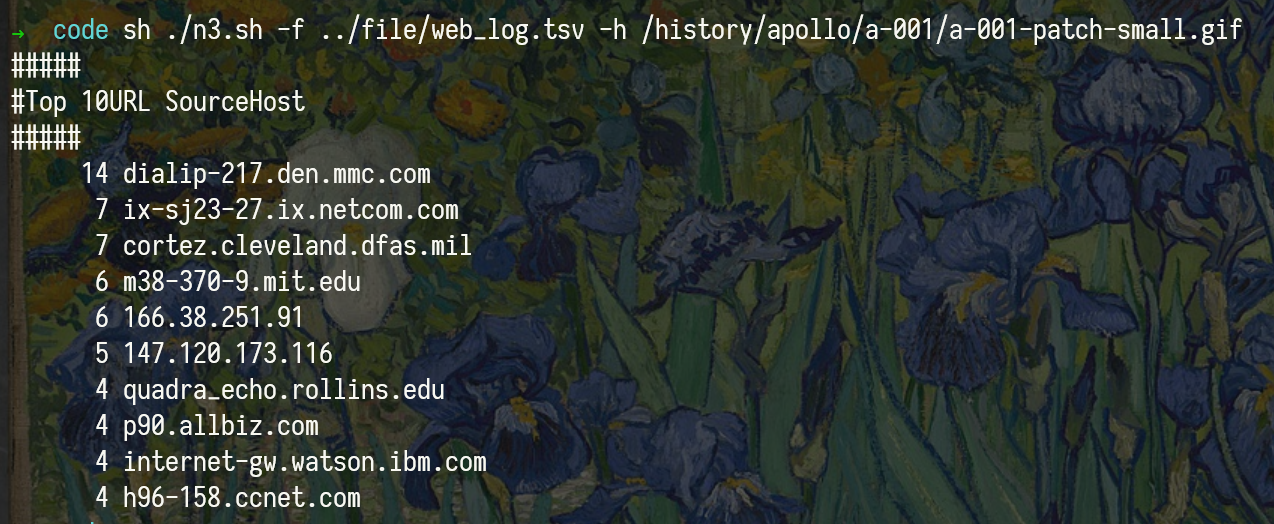 → code sh ./n3.sh -f ../file/web_log.tsv -h /history/apollo/a-001/a-001-patch-small.gif
#####
#Top 10URL SourceHost
#####
14 dialip-217.den.mmc.com
7 ix-sj23-27.ix.netcom.com
7 cortez.cleveland.dfas.mil
6 m38-370-9.mit.edu
6 166.38.251.91
5 147.120.173.116
4 quadra_echo.rollins.edu
4 p90.allbiz.com
4 internet-gw.watson.ibm.com
4 h96-158.ccnet.com